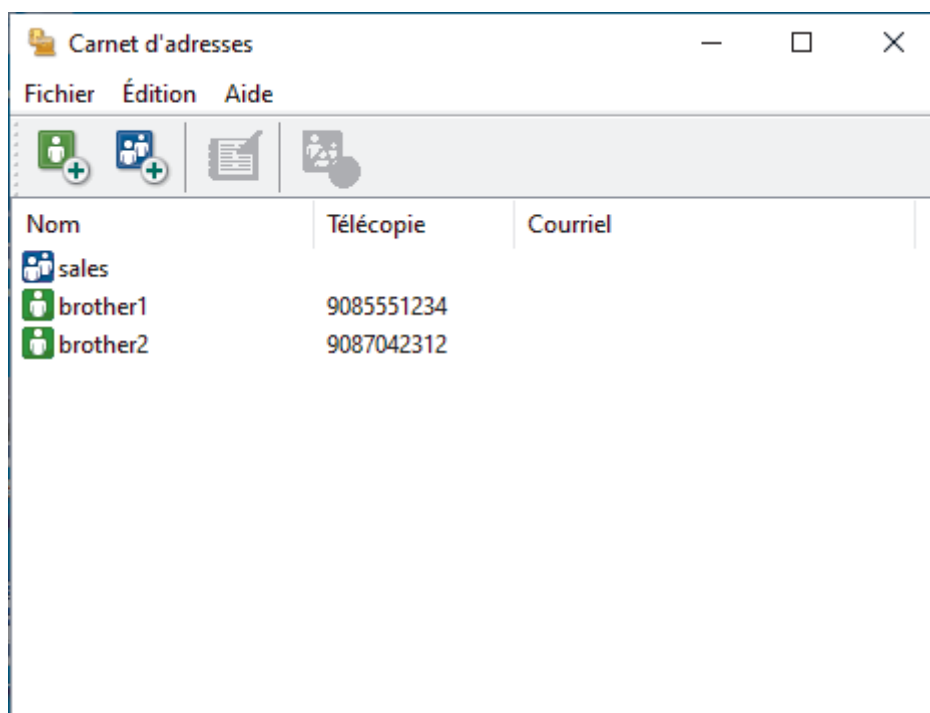 Carnet d'adresses
Fichier Édition Aide
Nom Télécopie Courriel
sales
brother1 9085551234
brother2 9087042312